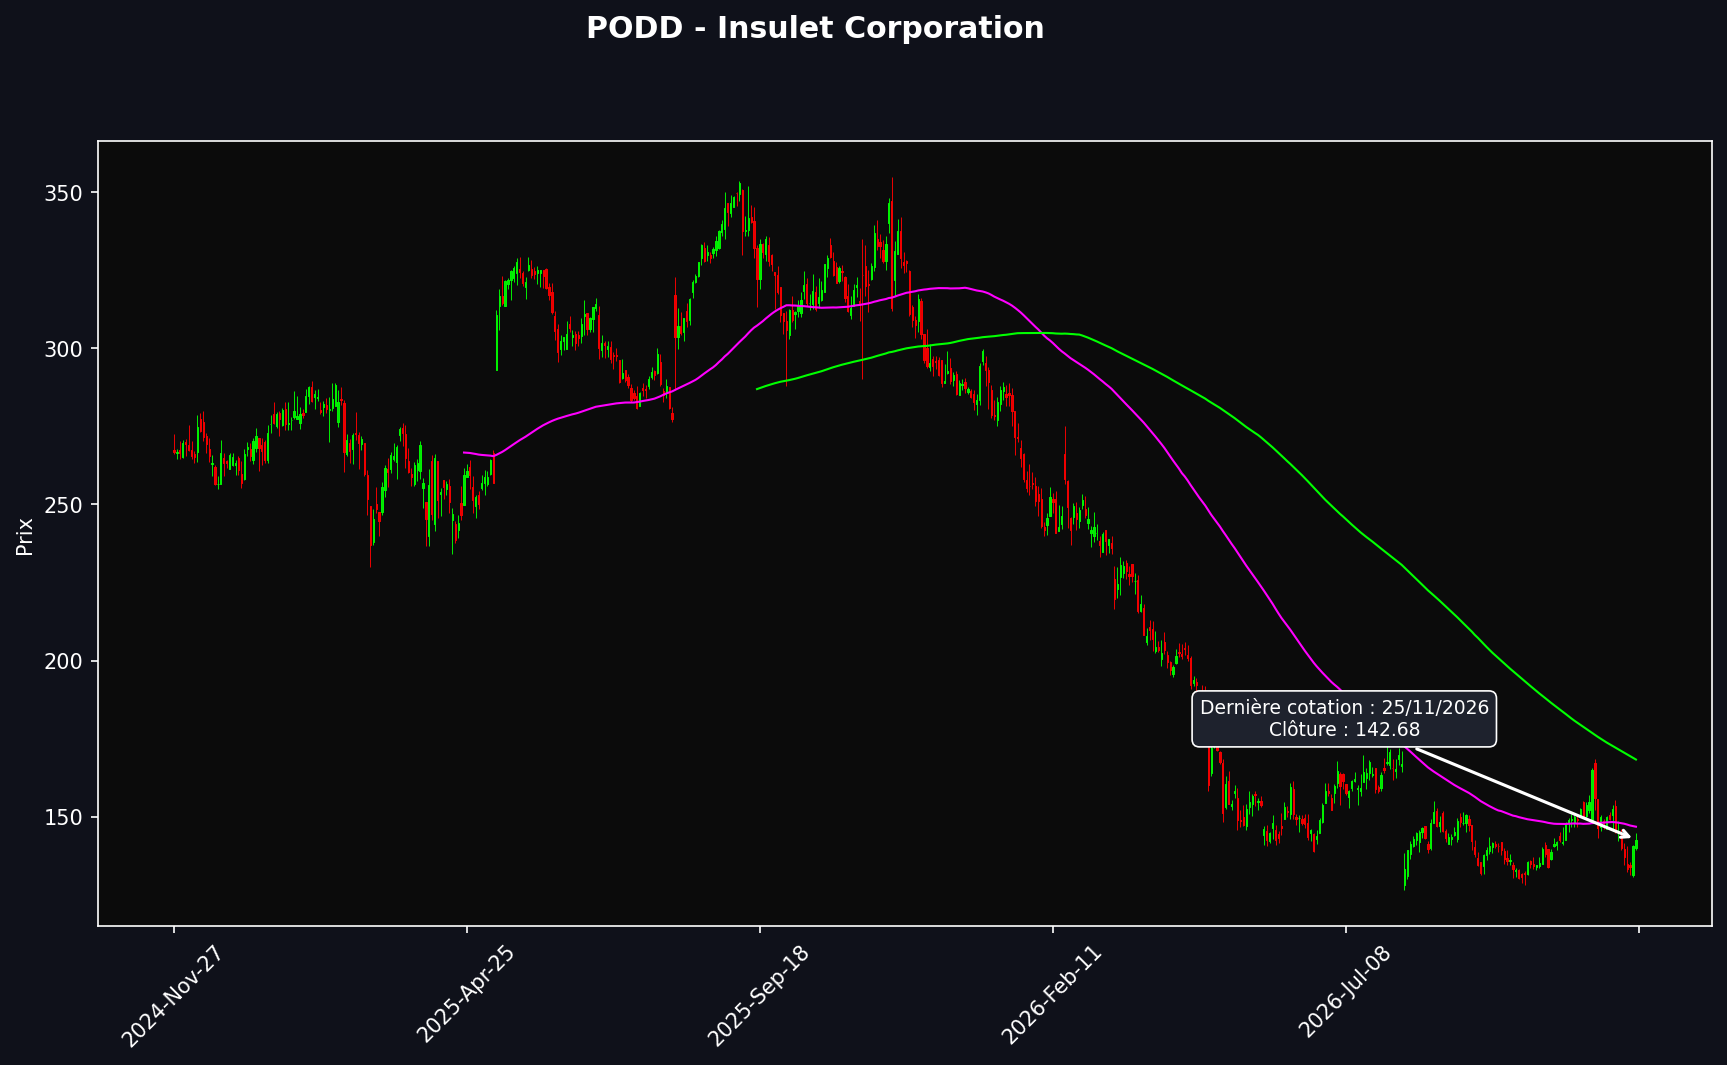 PODD - Insulet Corporation
Prix
350
300
250
200
150
Dernière cotation : 25/11/2026
Clôture : 142.68
2024-Nov-27
2025-Apr-25
2025-Sep-18
2026-Feb-11
2026-Jul-08